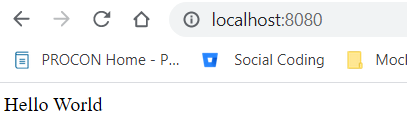 localhost:8080
PROCON Home - P...
Social Coding
Mock
Hello World